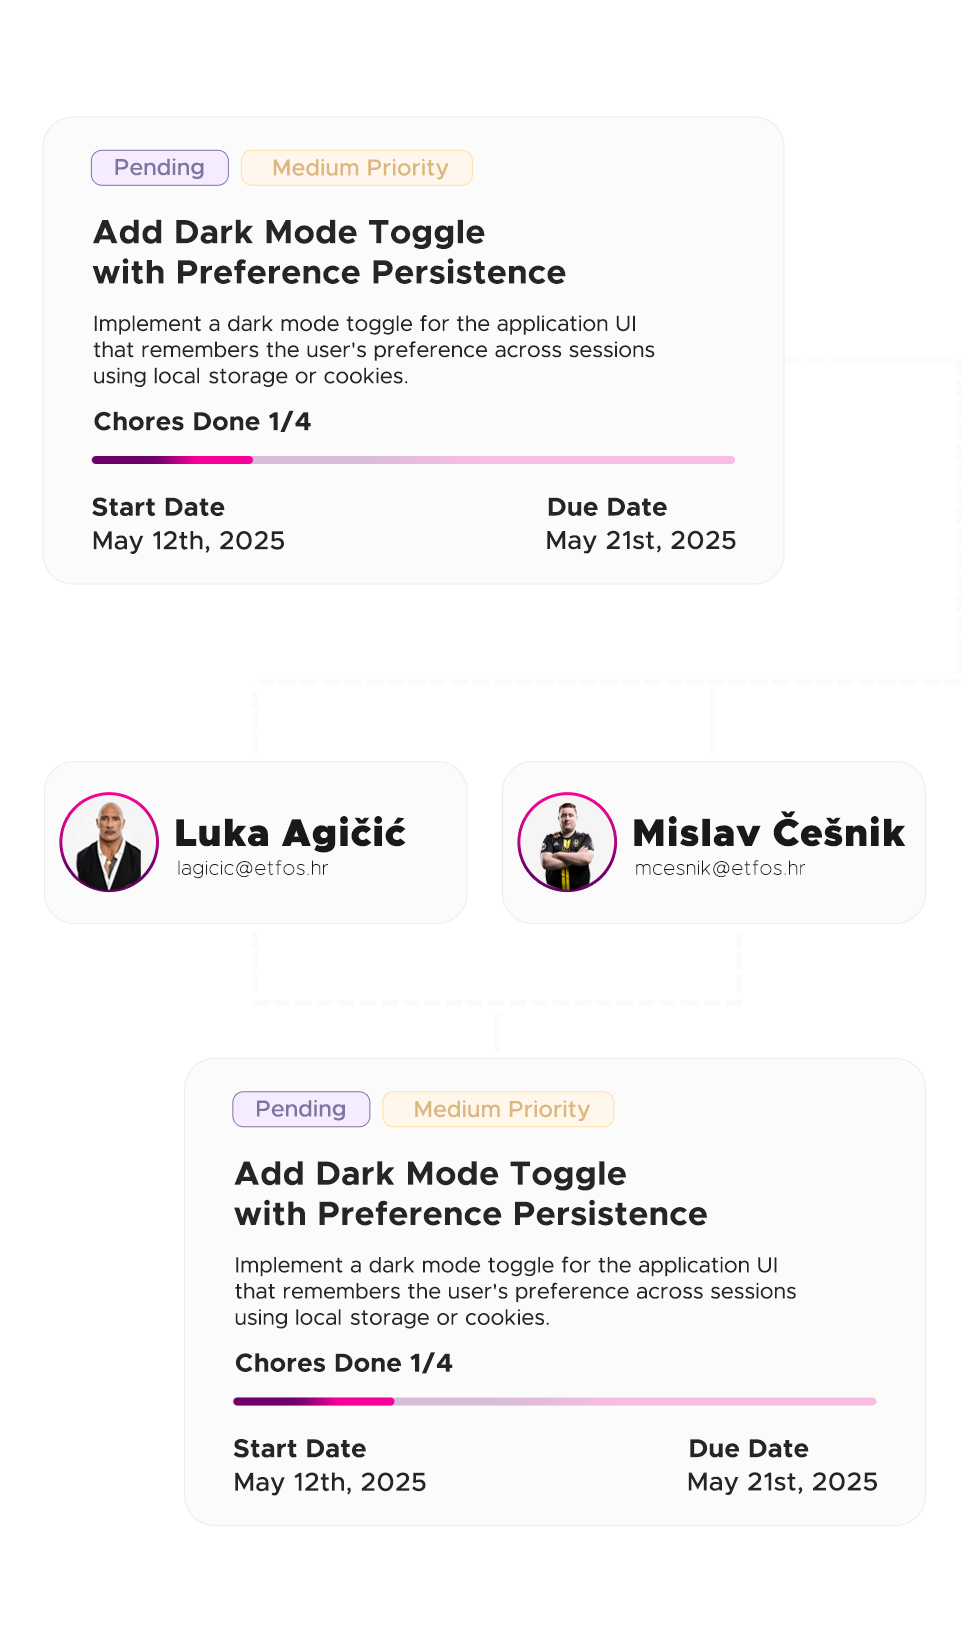 Pending
Medium Priority
Add Dark Mode Toggle
with Preference Persistence
Implement a dark mode toggle for the application UI
that remembers the user's preference across sessions
using local storage or cookies.
Chores Done 1/4
Start Date
Due Date
May 12th, 2025
May 21st, 2025
Luka Agičić
lagicic@etfos.hr
Mislav Češnik
mcesnik@etfos.hr
Pending
Medium Priority
Add Dark Mode Toggle
with Preference Persistence
Implement a dark mode toggle for the application UI
that remembers the user's preference across sessions
using local storage or cookies.
Chores Done 1/4
Start Date
Due Date
May 12th, 2025
May 21st, 2025